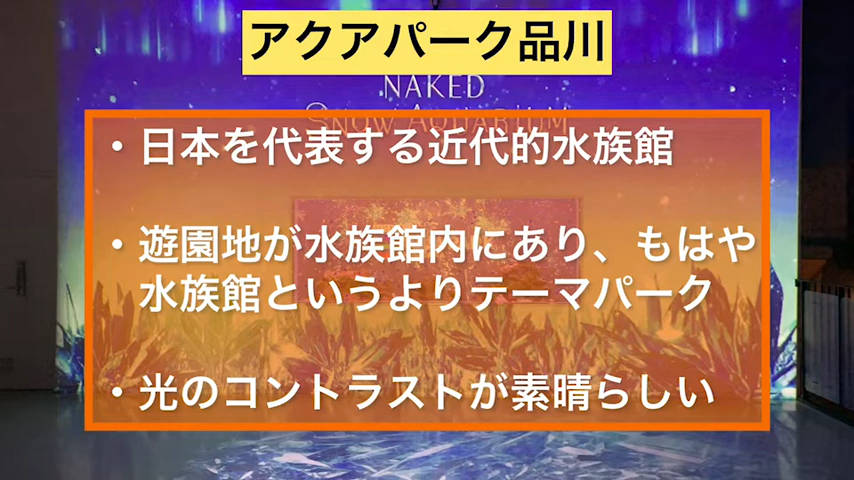 アクアパーク品川
NAKED
SNOW AQUARIUM
・日本を代表する近代的水族館
・遊園地が水族館内にあり、もはや
水族館というよりテーマパーク
・光のコントラストが素晴らしい